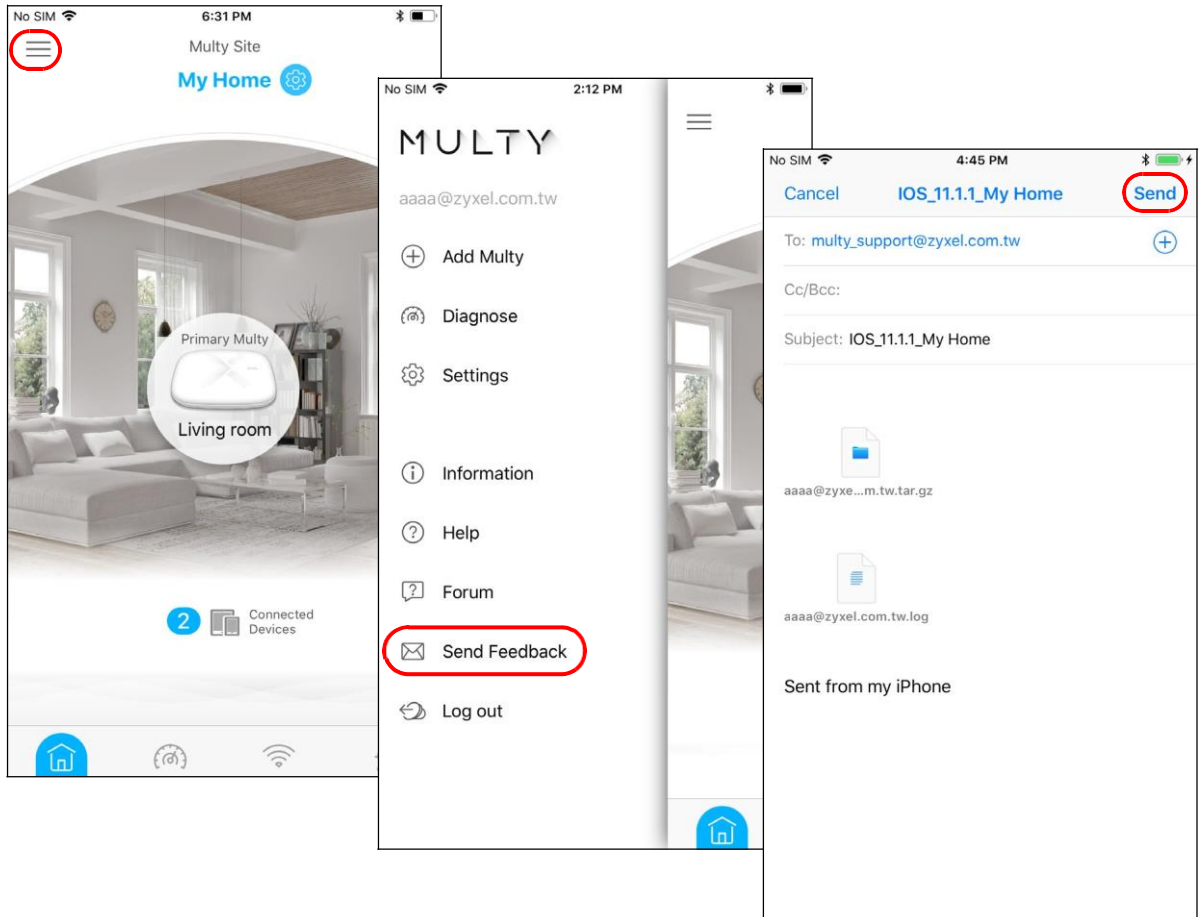 No SIM 6:31 PM
Multy Site
My Home
Primary Multy
Living room
2 Connected
Devices
No SIM 2:12 PM
MULTY
aaaa@zyxel.com.tw
Add Multy
Diagnose
Settings
Information
Help
Forum
Send Feedback
Log out
No SIM 4:45 PM
Cancel IOS_11.1.1_My Home Send
To: multy_support@zyxel.com.tw
Cc/Bcc:
Subject: IOS_11.1.1_My Home
aaaa@zyxe...m.tw.tar.gz
aaaa@zyxel.com.tw.log
Sent from my iPhone